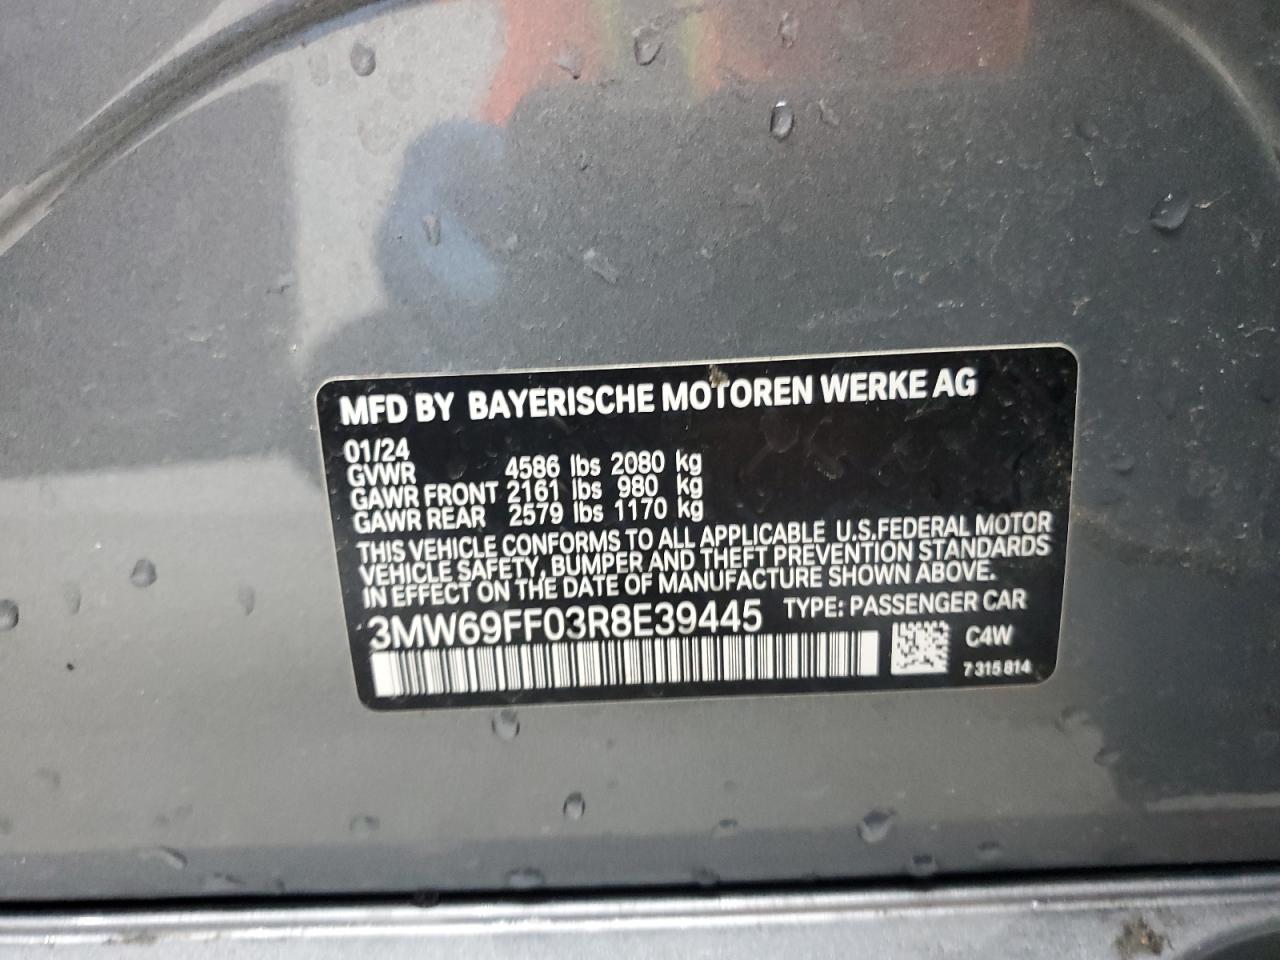 MFD BY BAYERISCHE MOTOREN WERKE AG
01/24
GVWR 4586 lbs 2080 kg
GAWR FRONT 2161 lbs 980 kg
GAWR REAR 2579 lbs 1170 kg
THIS VEHICLE CONFORMS TO ALL APPLICABLE U.S.FEDERAL MOTOR
VEHICLE SAFETY, BUMPER AND THEFT PREVENTION STANDARDS
IN EFFECT ON THE DATE OF MANUFACTURE SHOWN ABOVE.
3MW69FF03R8E39445 TYPE: PASSENGER CAR
C4W
7 315 814